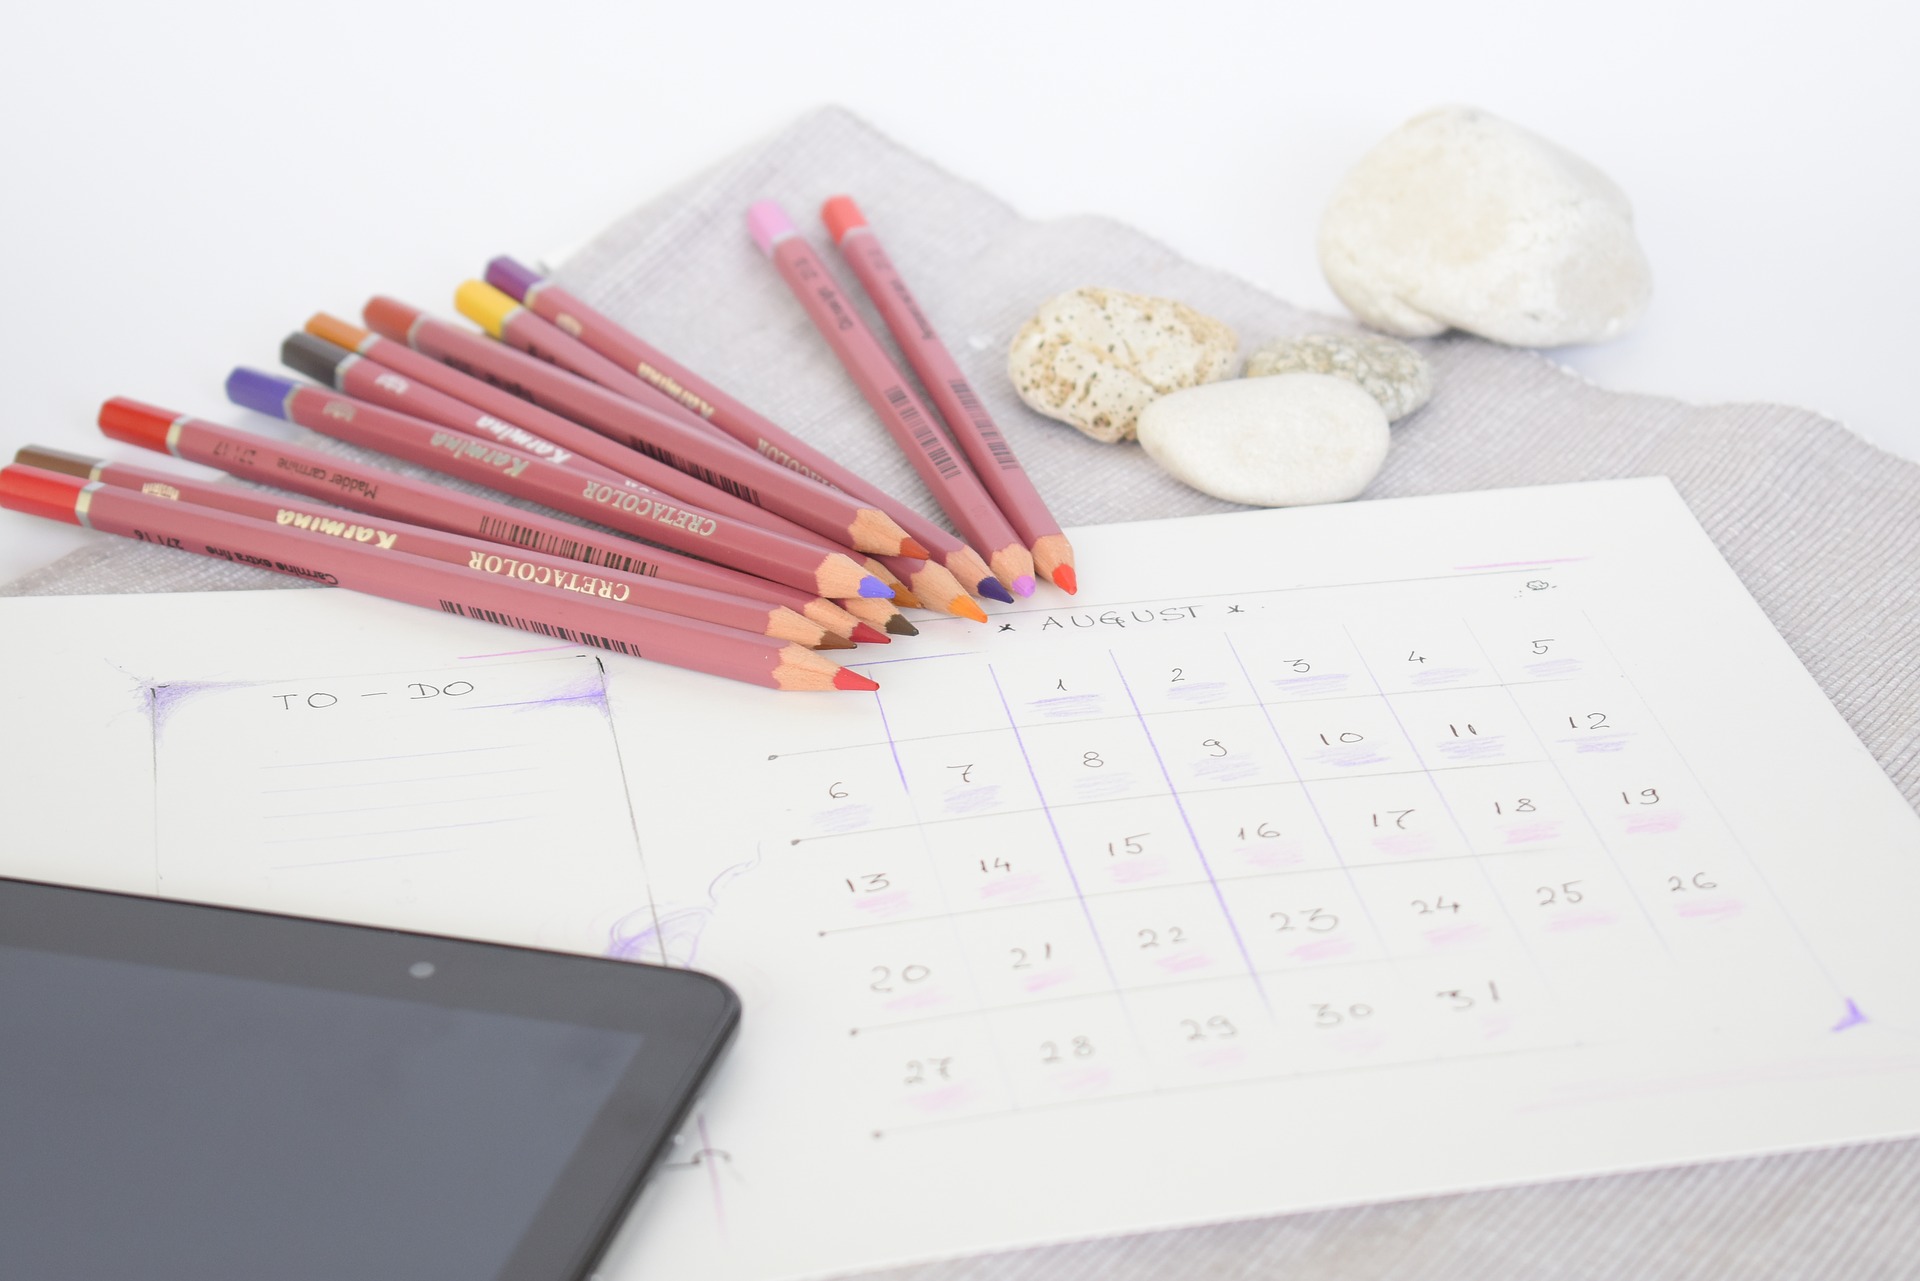 Karmina
CRETACOLOR
Karmina
Karmina
Karmina
CRETACOLOR
27117 Madder carmine
Karmina
CRETACOLOR
27116 Carmine extra fine
* AUGUST *
1 2 3 4 5
6 7 8 9 10 11 12
13 14 15 16 17 18 19
20 21 22 23 24 25 26
27 28 29 30 31
TO - DO